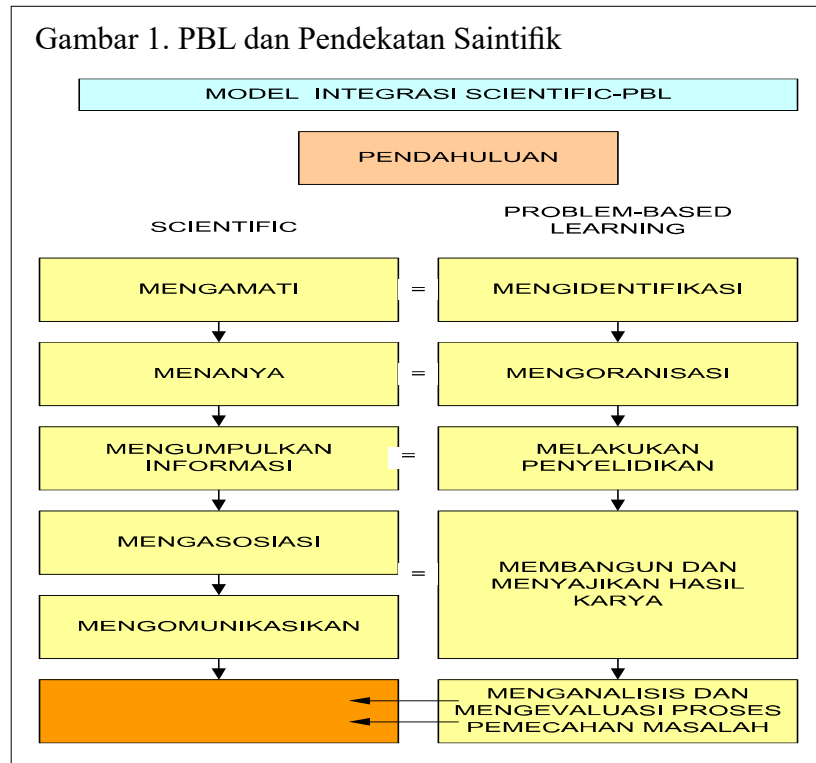 Gambar 1. PBL dan Pendekatan Saintifik
MODEL INTEGRASI SCIENTIFIC-PBL
PENDAHULUAN
SCIENTIFIC
PROBLEM-BASED
LEARNING
MENGAMATI
=
MENGIDENTIFIKASI
MENANYA
=
MENGORANISASI
MENGUMPULKAN
INFORMASI
=
MELAKUKAN
PENYELIDIKAN
MENGASOSIASI
=
MEMBANGUN DAN
MENYAJIKAN HASIL
KARYA
MENGOMUNIKASIKAN
MENGANALISIS DAN
MENGEVALUASI PROSES
PEMECAHAN MASALAH